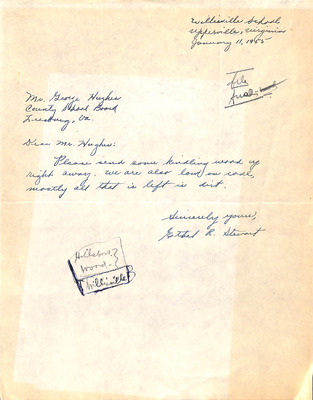 Willisville School
Upperville, Virginia
January 11, 1955
File
Mr. George Hughes
County School Board
Leesburg, Va.
Dear Mr. Hughes:
Please send some kindling wood up
right away. We are also low on coal,
mostly all that is left is dirt.
Sincerely yours,
Ethel R. Stewart
Hillsboro
Wood
Willisville